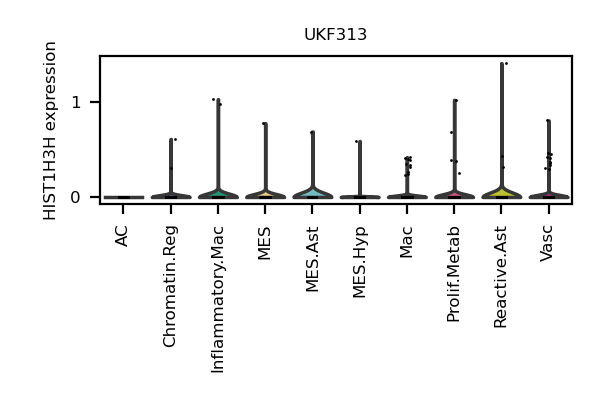 UKF313
HIST1H3H expression
1
0
AC
Chromatin.Reg
Inflammatory.Mac
MES
MES.Ast
MES.Hyp
Mac
Prolif.Metab
Reactive.Ast
Vasc